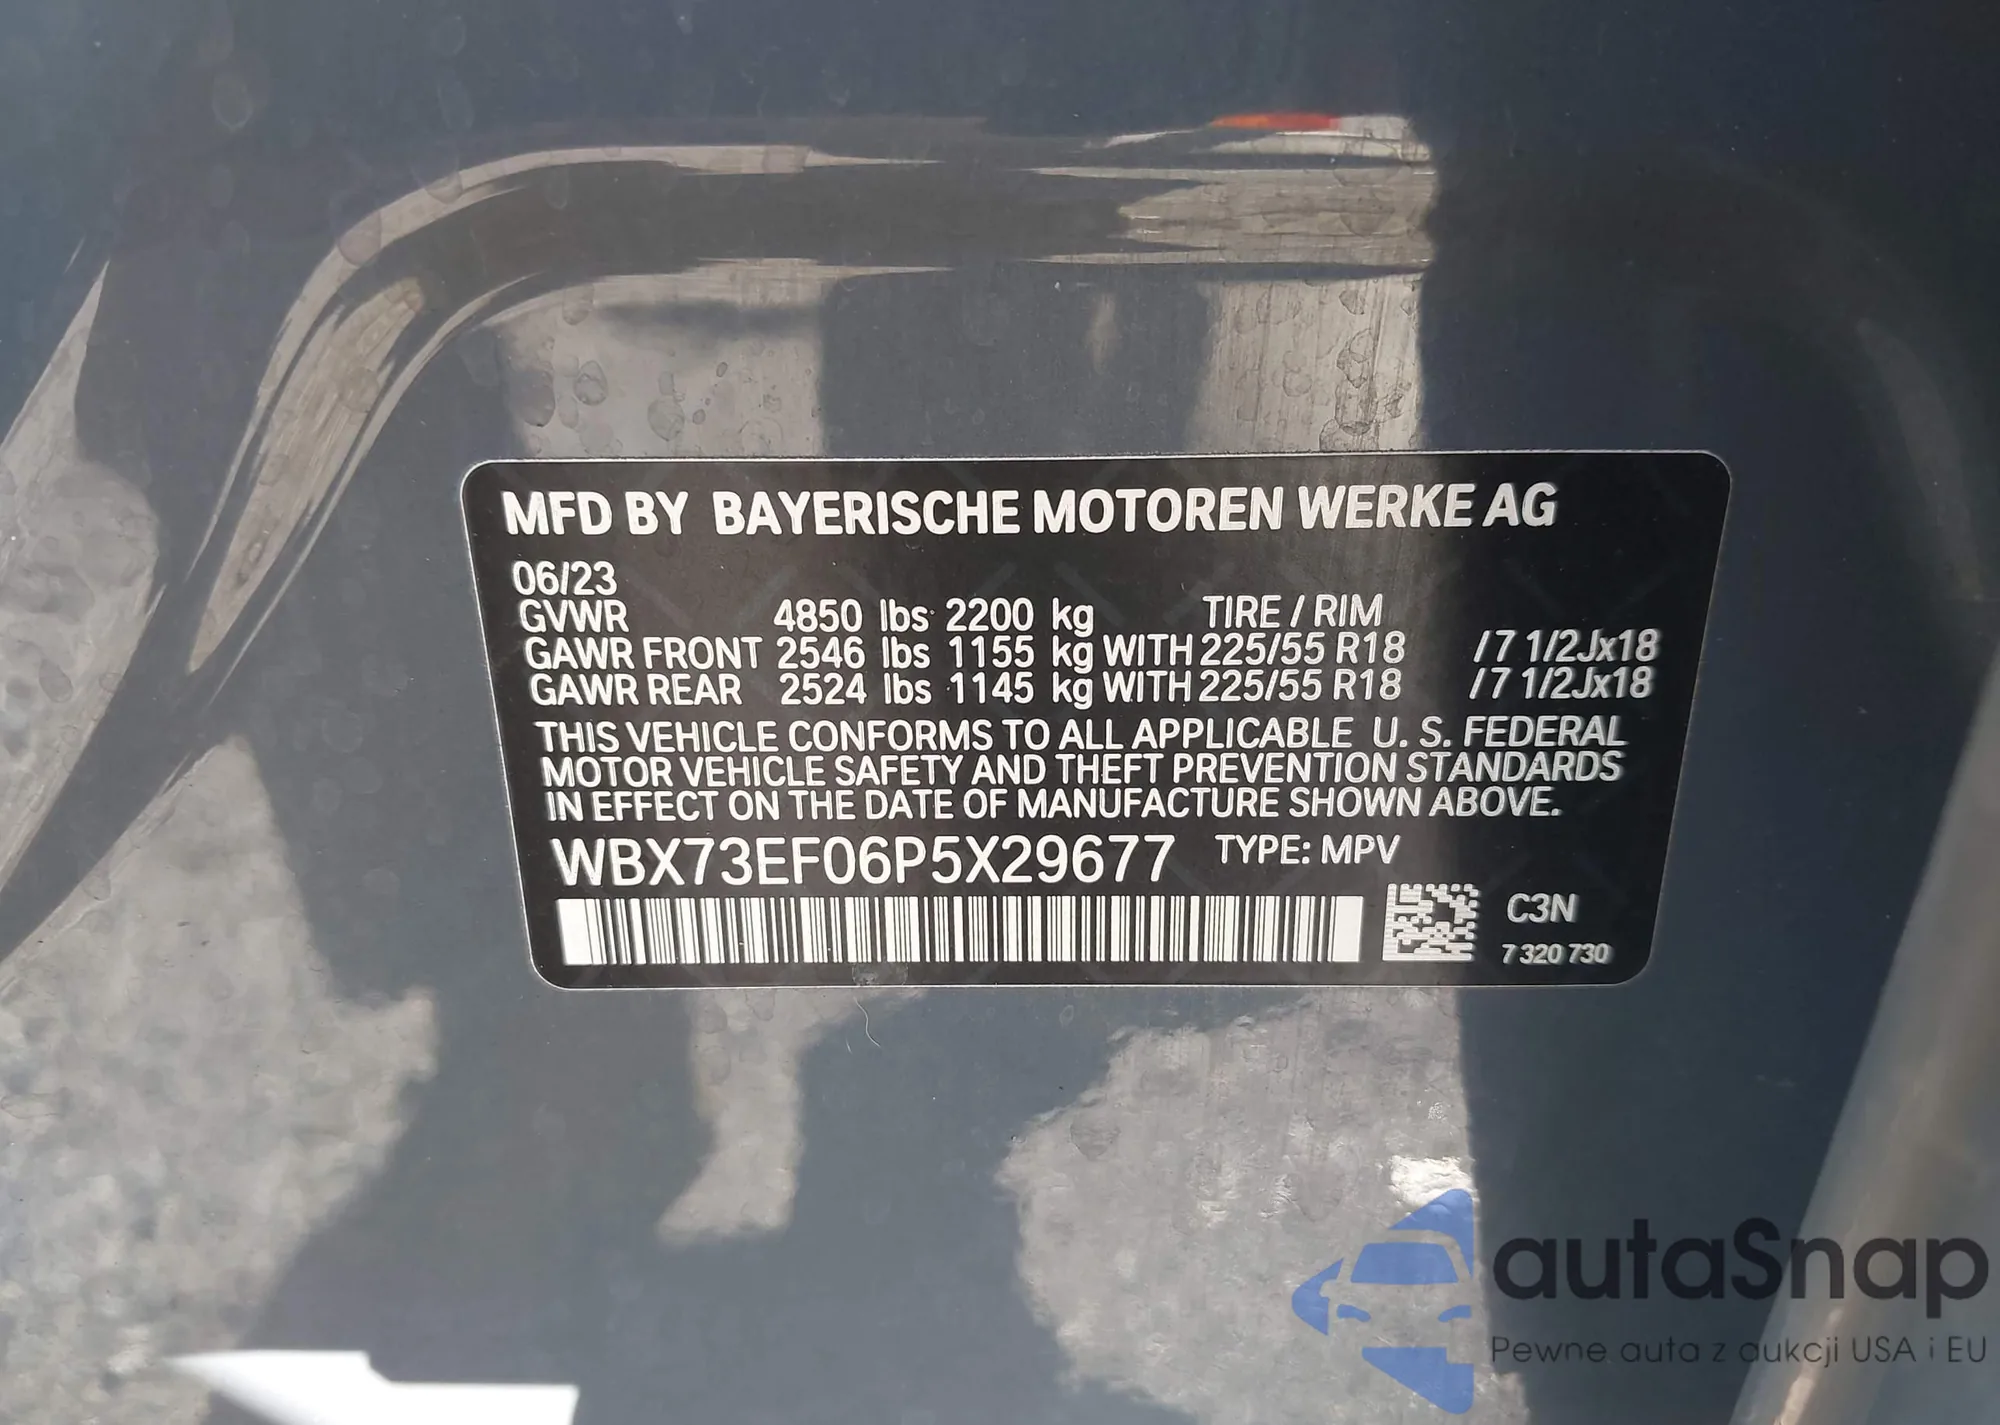 MFD BY BAYERISCHE MOTOREN WERKE AG
06/23
GVWR 4850 lbs 2200 kg TIRE / RIM
GAWR FRONT 2546 lbs 1155 kg WITH 225/55 R18 / 7 1/2Jx18
GAWR REAR 2524 lbs 1145 kg WITH 225/55 R18 / 7 1/2Jx18
THIS VEHICLE CONFORMS TO ALL APPLICABLE U. S. FEDERAL
MOTOR VEHICLE SAFETY AND THEFT PREVENTION STANDARDS
IN EFFECT ON THE DATE OF MANUFACTURE SHOWN ABOVE.
WBX73EF06P5X29677 TYPE: MPV
C3N
7 320 730
autaSnap
Pewne auta z aukcji USA i EU